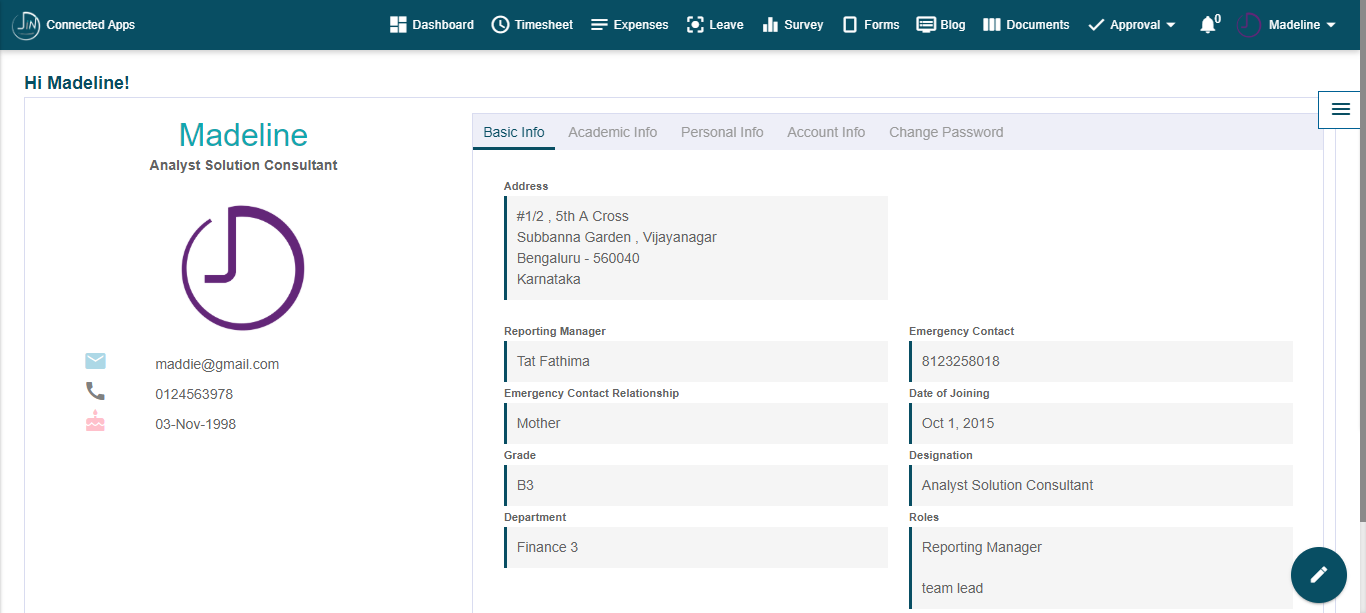 JiN Connected Apps
Dashboard
Timesheet
Expenses
Leave
Survey
Forms
Blog
Documents
Approval
0
Madeline
Hi Madeline!
Madeline
Analyst Solution Consultant
maddie@gmail.com
0124563978
03-Nov-1998
Basic Info
Academic Info
Personal Info
Account Info
Change Password
Address
#1/2 , 5th A Cross
Subbanna Garden , Vijayanagar
Bengaluru - 560040
Karnataka
Reporting Manager
Tat Fathima
Emergency Contact
8123258018
Emergency Contact Relationship
Mother
Date of Joining
Oct 1, 2015
Grade
B3
Designation
Analyst Solution Consultant
Department
Finance 3
Roles
Reporting Manager
team lead